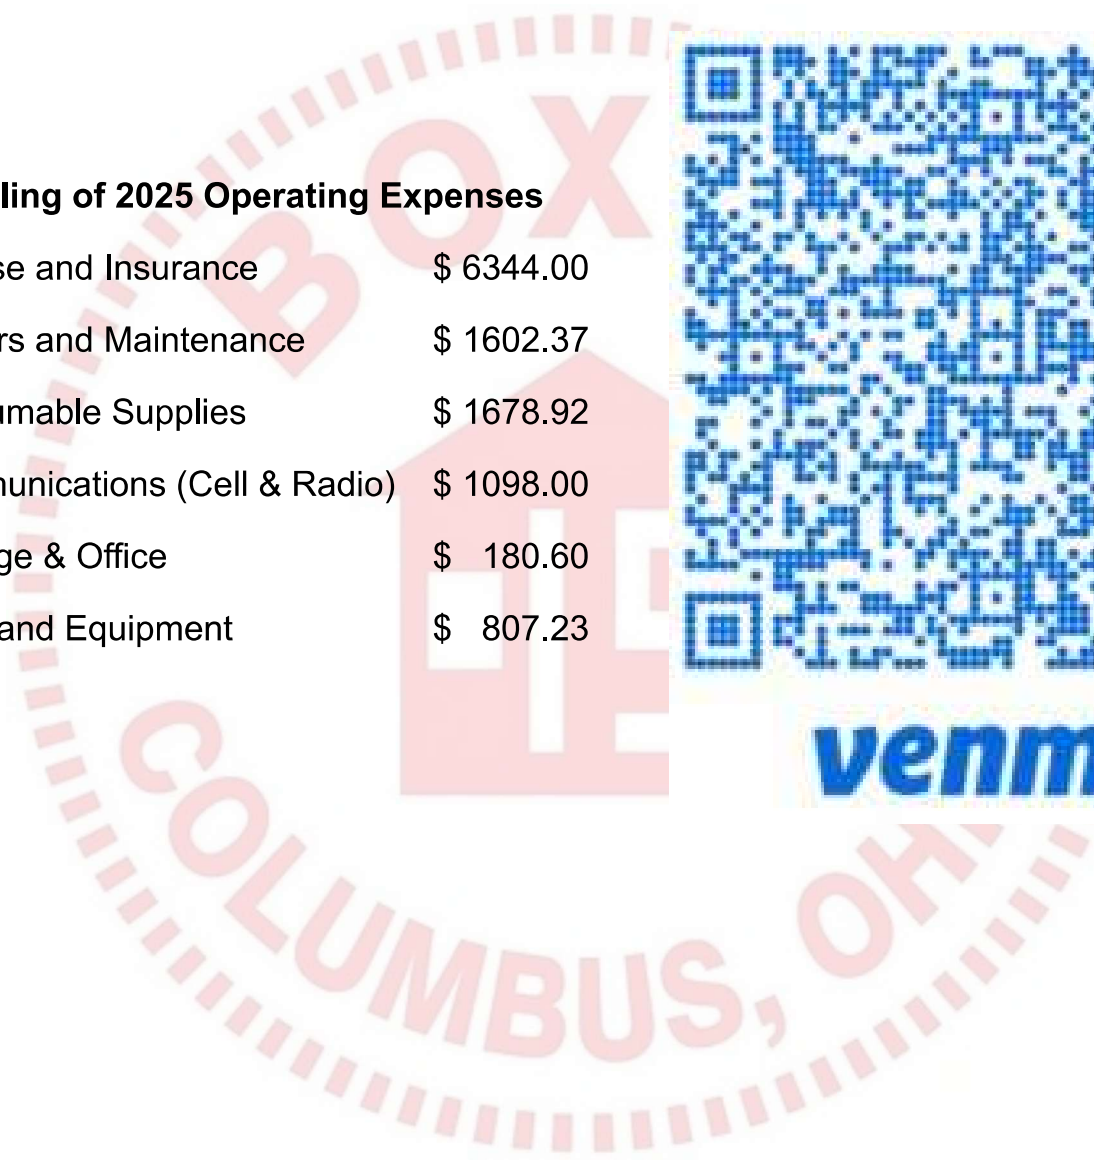 ling of 2025 Operating Expenses
se and Insurance $ 6344.00
rs and Maintenance $ 1602.37
umable Supplies $ 1678.92
munications (Cell & Radio) $ 1098.00
ge & Office $ 180.60
and Equipment $ 807.23
venm
BOX
COLUMBUS, OH